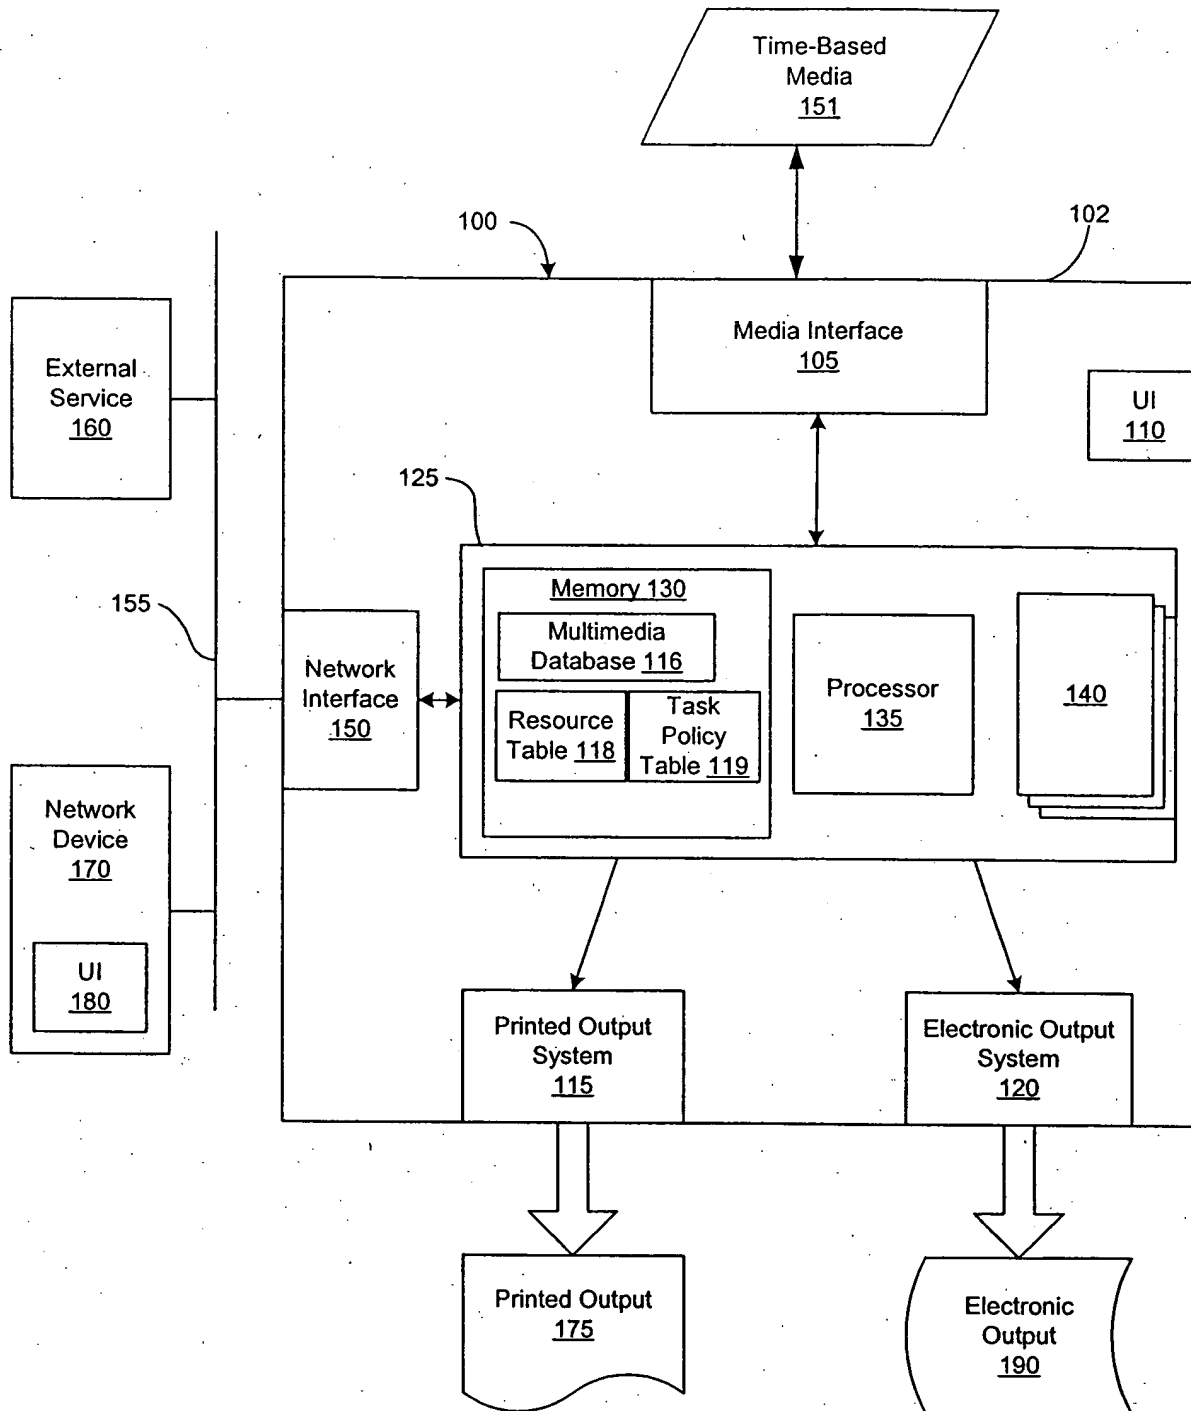 Time-Based
Media
151
100
102
Media Interface
105
External
Service
160
UI
110
125
155
Memory 130
Multimedia
Database 116
Resource
Table 118
Task
Policy
Table 119
Processor
135
140
Network
Interface
150
Network
Device
170
UI
180
Printed Output
System
115
Electronic Output
System
120
Printed Output
175
Electronic
Output
190